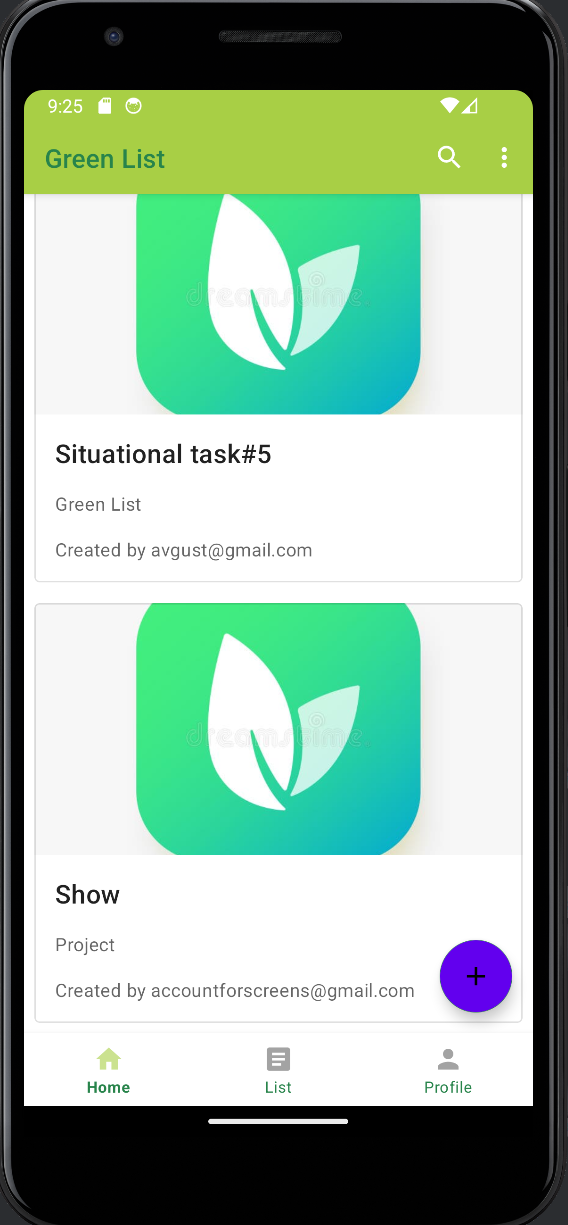 9:25
Green List
dreamstime.
Situational task#5
Green List
Created by avgust@gmail.com
dreamstime.
Show
Project
Created by accountforscreens@gmail.com
+
Home
List
Profile